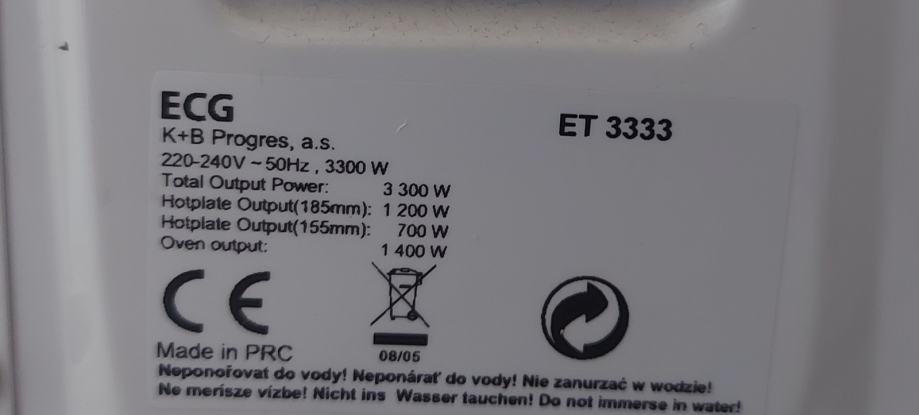 ECG
ET 3333
K+B Progres, a.s.
220-240V ~ 50Hz , 3300 W
Total Output Power: 3 300 W
Hotplate Output(185mm): 1 200 W
Hotplate Output(155mm): 700 W
Oven output: 1 400 W
CE
Made in PRC
08/05
Neponořovat do vody! Neponárať do vody! Nie zanurzać w wodzie!
Ne merísze vízbe! Nicht ins Wasser tauchen! Do not immerse in water!